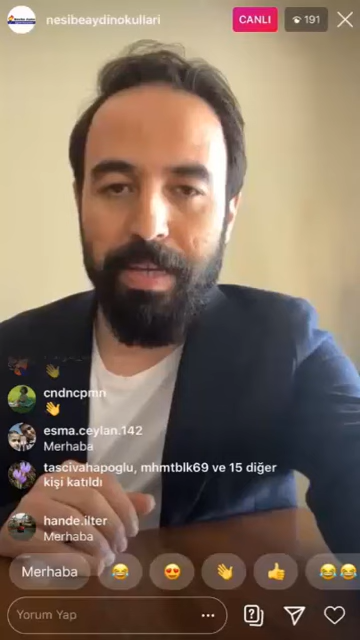 nesibeaydinokullari
CANLI
191
cndncpmn
esma.ceylan.142
Merhaba
tascivahapoglu, mhmtblk69 ve 15 diğer
kişi katıldı
hande.ilter
Merhaba
Merhaba
Yorum Yap